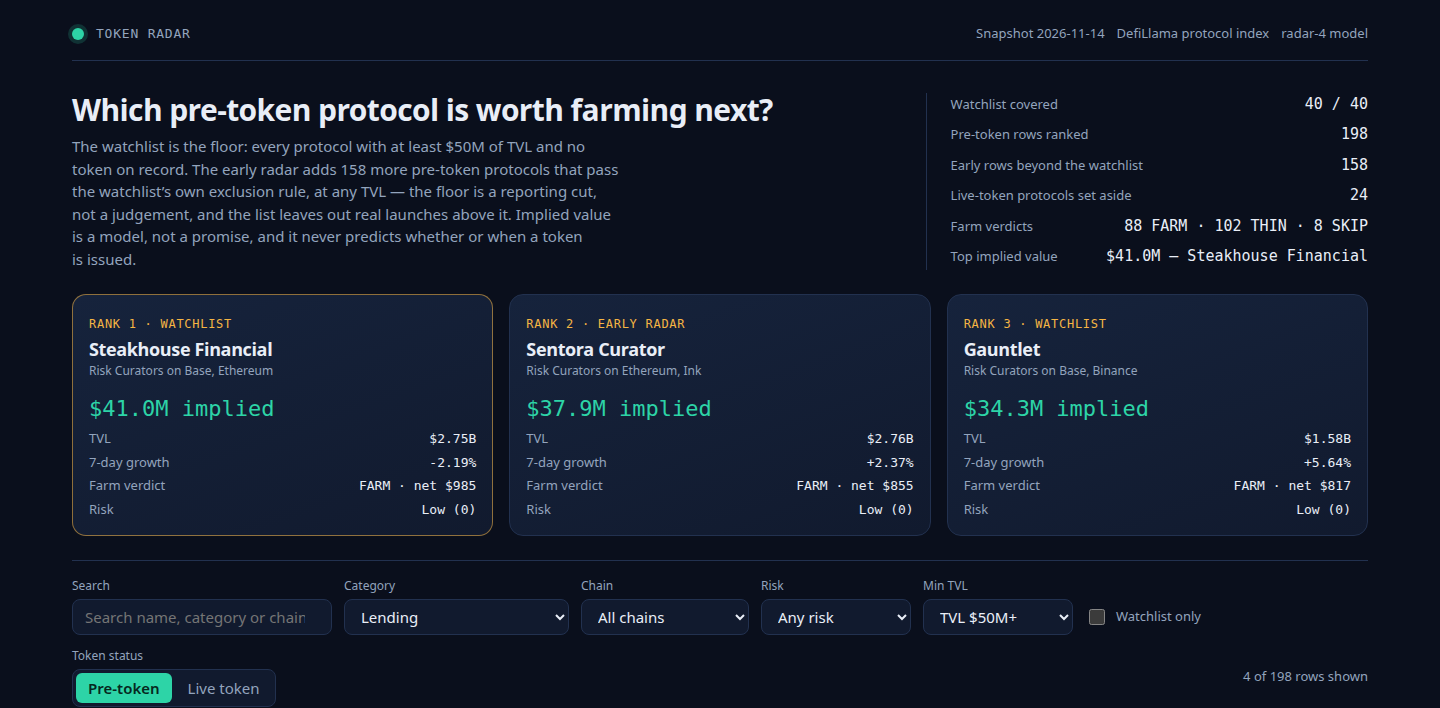 TOKEN RADAR
Snapshot 2026-11-14 DefiLlama protocol index radar-4 model
Which pre-token protocol is worth farming next?
The watchlist is the floor: every protocol with at least $50M of TVL and no
token on record. The early radar adds 158 more pre-token protocols that pass
the watchlist’s own exclusion rule, at any TVL — the floor is a reporting cut,
not a judgement, and the list leaves out real launches above it. Implied value
is a model, not a promise, and it never predicts whether or when a token
is issued.
Watchlist covered 40 / 40
Pre-token rows ranked 198
Early rows beyond the watchlist 158
Live-token protocols set aside 24
Farm verdicts 88 FARM · 102 THIN · 8 SKIP
Top implied value $41.0M — Steakhouse Financial
RANK 1 · WATCHLIST
Steakhouse Financial
Risk Curators on Base, Ethereum
$41.0M implied
TVL $2.75B
7-day growth -2.19%
Farm verdict FARM · net $985
Risk Low (0)
RANK 2 · EARLY RADAR
Sentora Curator
Risk Curators on Ethereum, Ink
$37.9M implied
TVL $2.76B
7-day growth +2.37%
Farm verdict FARM · net $855
Risk Low (0)
RANK 3 · WATCHLIST
Gauntlet
Risk Curators on Base, Binance
$34.3M implied
TVL $1.58B
7-day growth +5.64%
Farm verdict FARM · net $817
Risk Low (0)
Search
Search name, category or chain
Category
Lending
Chain
All chains
Risk
Any risk
Min TVL
TVL $50M+
Watchlist only
Token status
Pre-token Live token
4 of 198 rows shown